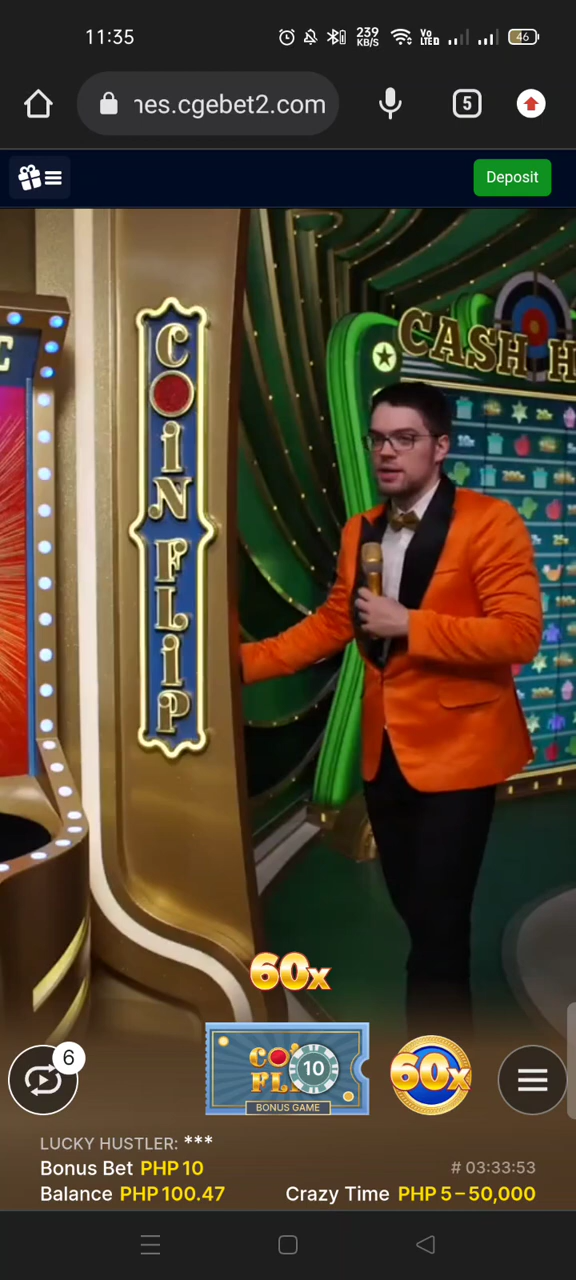 11:35
239
KB/S
Vo
LTED
46
nes.cgebet2.com
5
Deposit
COiN FLiP
CASH H
60x
6
10
BONUS GAME
60x
LUCKY HUSTLER: ***
Bonus Bet PHP 10
# 03:33:53
Balance PHP 100.47
Crazy Time PHP 5–50,000